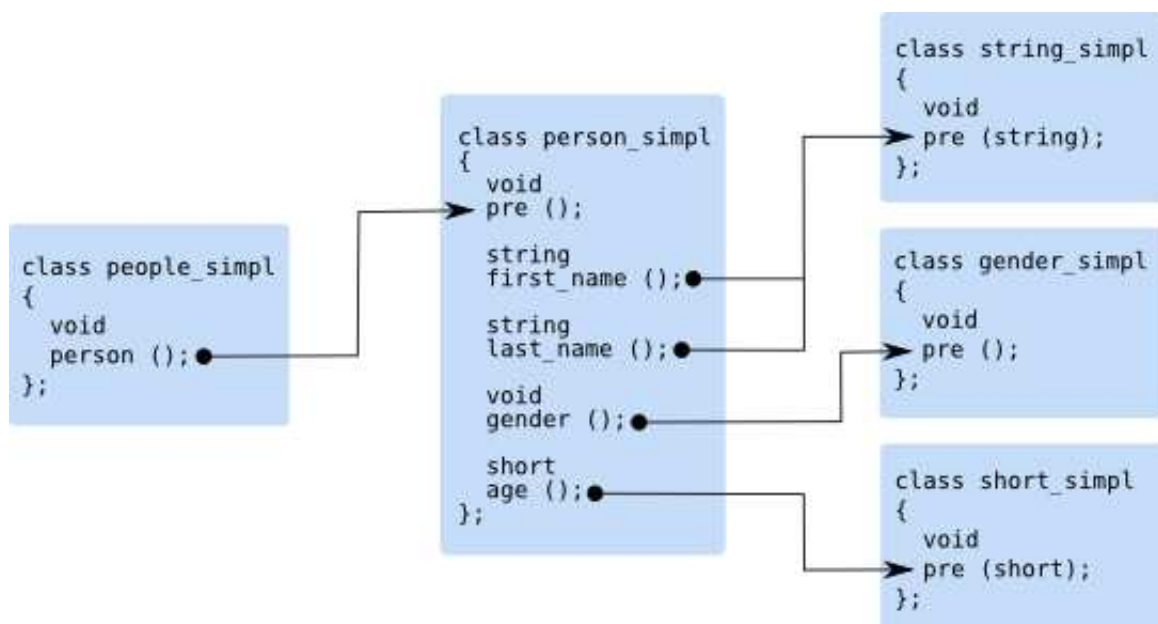 class people_simpl
{
void
person ();
};
class person_simpl
{
void
pre ();
string
first_name ();
string
last_name ();
void
gender ();
short
age ();
};
class string_simpl
{
void
pre (string);
};
class gender_simpl
{
void
pre ();
};
class short_simpl
{
void
pre (short);
};